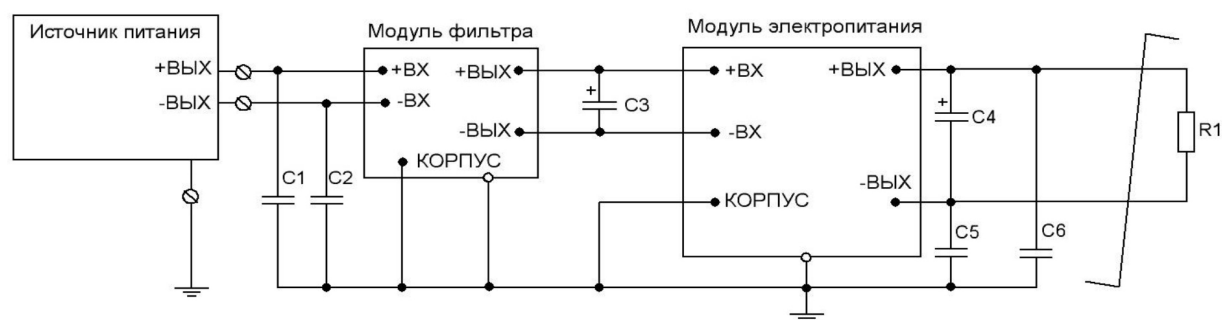 Источник питания
+ВЫХ
-ВЫХ
C1
C2
Модуль фильтра
+ВХ
-ВХ
+ВЫХ
-ВЫХ
КОРПУС
+
C3
Модуль электропитания
+ВХ
-ВХ
КОРПУС
+ВЫХ
-ВЫХ
+
C4
C5
C6
R1